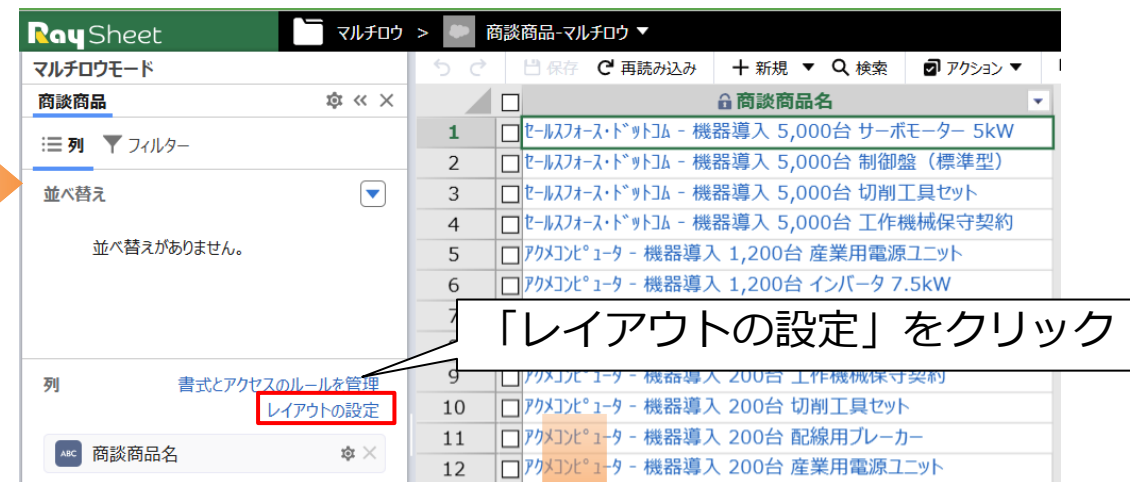 RaySheet マルチロウ > 商談商品-マルチロウ ▼
マルチロウモード 保存 再読み込み 新規 ▼ 検索 アクション ▼
商談商品 商談商品名
列 フィルター
並べ替え
並べ替えがありません。
1 セールスフォース・ドットコム - 機器導入 5,000台 サーボモーター 5kW
2 セールスフォース・ドットコム - 機器導入 5,000台 制御盤（標準型）
3 セールスフォース・ドットコム - 機器導入 5,000台 切削工具セット
4 セールスフォース・ドットコム - 機器導入 5,000台 工作機械保守契約
5 アクメコンピュータ - 機器導入 1,200台 産業用電源ユニット
6 アクメコンピュータ - 機器導入 1,200台 インバータ 7.5kW
7
「レイアウトの設定」をクリック
列 書式とアクセスのルールを管理
レイアウトの設定
ABC 商談商品名
9 アクメコンピュータ - 機器導入 200台 工作機械保守契約
10 アクメコンピュータ - 機器導入 200台 切削工具セット
11 アクメコンピュータ - 機器導入 200台 配線用ブレーカー
12 アクメコンピュータ - 機器導入 200台 産業用電源ユニット